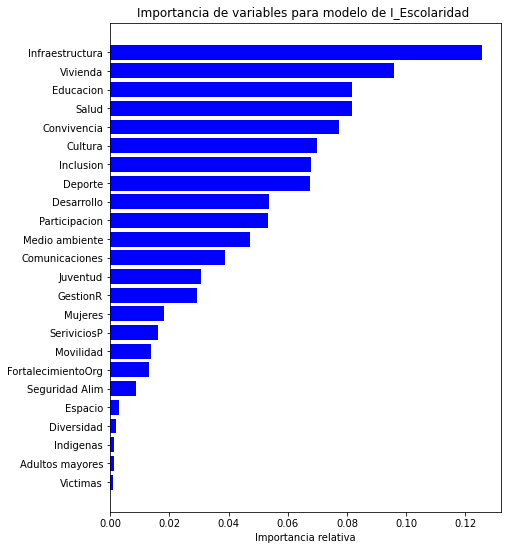 Importancia de variables para modelo de I_Escolaridad
Infraestructura
Vivienda
Educacion
Salud
Convivencia
Cultura
Inclusion
Deporte
Desarrollo
Participacion
Medio ambiente
Comunicaciones
Juventud
GestionR
Mujeres
SeriviciosP
Movilidad
FortalecimientoOrg
Seguridad Alim
Espacio
Diversidad
Indigenas
Adultos mayores
Victimas
0.00 0.02 0.04 0.06 0.08 0.10 0.12
Importancia relativa